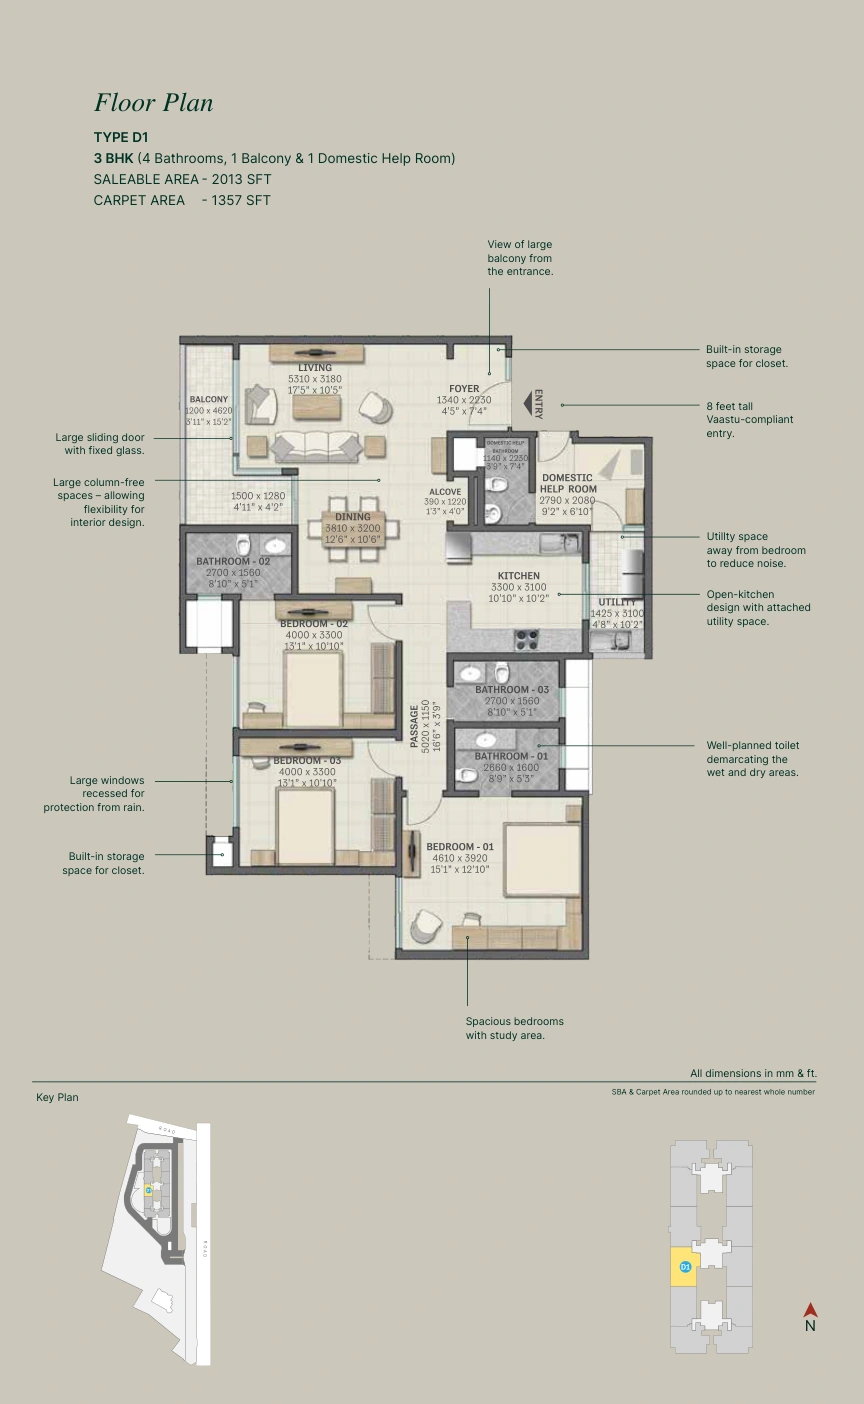 Floor Plan
TYPE D1
3 BHK (4 Bathrooms, 1 Balcony & 1 Domestic Help Room)
SALEABLE AREA - 2013 SFT
CARPET AREA - 1357 SFT
View of large
balcony from
the entrance.
Built-in storage
space for closet.
8 feet tall
Vaastu-compliant
entry.
Large sliding door
with fixed glass.
Large column-free
spaces – allowing
flexibility for
interior design.
Utility space
away from bedroom
to reduce noise.
Open-kitchen
design with attached
utility space.
Well-planned toilet
demarcating the
wet and dry areas.
Large windows
recessed for
protection from rain.
Built-in storage
space for closet.
Spacious bedrooms
with study area.
LIVING
5310 x 3180
17'5" x 10'5"
FOYER
1340 x 2230
4'5" x 7'4"
ENTRY
BALCONY
1200 x 4620
3'11" x 15'2"
1500 x 1280
4'11" x 4'2"
DOMESTIC HELP
BATHROOM
1140 x 2230
3'9" x 7'4"
DOMESTIC
HELP ROOM
2790 x 2080
9'2" x 6'10"
ALCOVE
390 x 1220
1'3" x 4'0"
DINING
3810 x 3200
12'6" x 10'6"
BATHROOM - 02
2700 x 1560
8'10" x 5'1"
KITCHEN
3300 x 3100
10'10" x 10'2"
UTILITY
1425 x 3100
4'8" x 10'2"
BEDROOM - 02
4000 x 3300
13'1" x 10'10"
PASSAGE
5020 x 1150
16'6" x 3'9"
BATHROOM - 03
2700 x 1560
8'10" x 5'1"
BATHROOM - 01
2660 x 1600
8'9" x 5'3"
BEDROOM - 03
4000 x 3300
13'1" x 10'10"
BEDROOM - 01
4610 x 3920
15'1" x 12'10"
All dimensions in mm & ft.
SBA & Carpet Area rounded up to nearest whole number
Key Plan
ROAD
ROAD
D1
D1
N